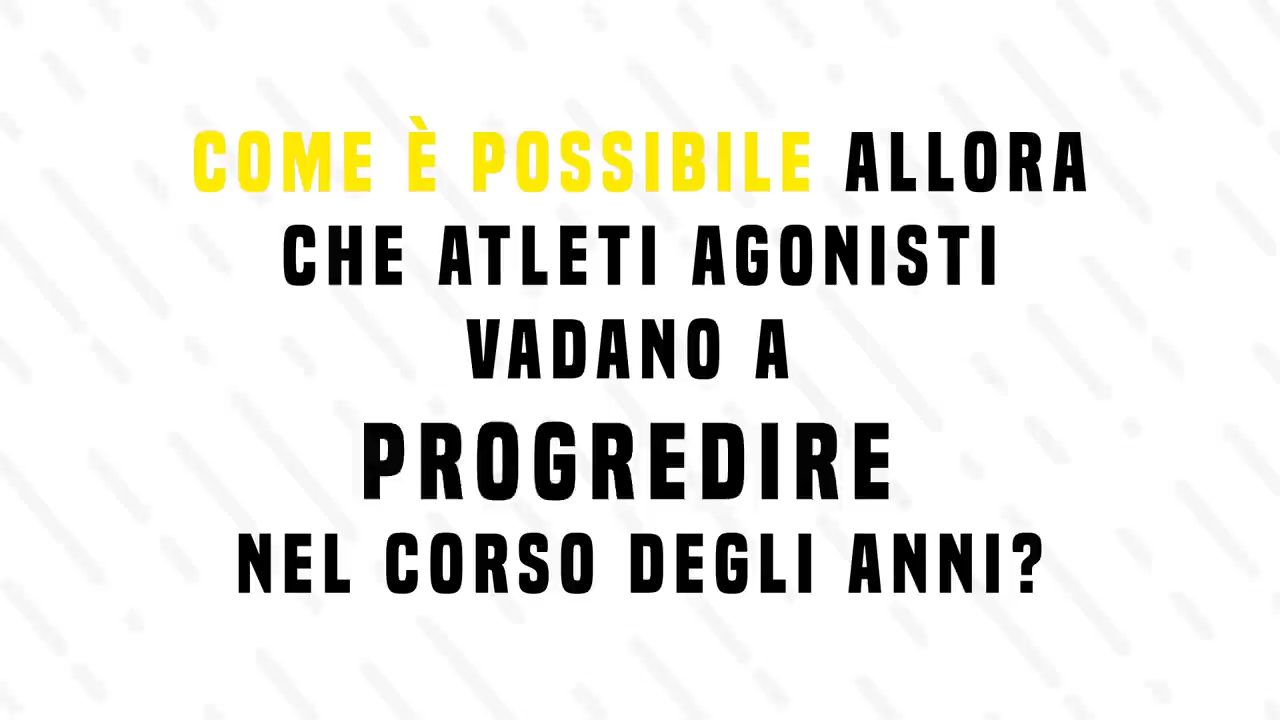 COME È POSSIBILE ALLORA
CHE ATLETI AGONISTI
VADANO A
PROGREDIRE
NEL CORSO DEGLI ANNI?